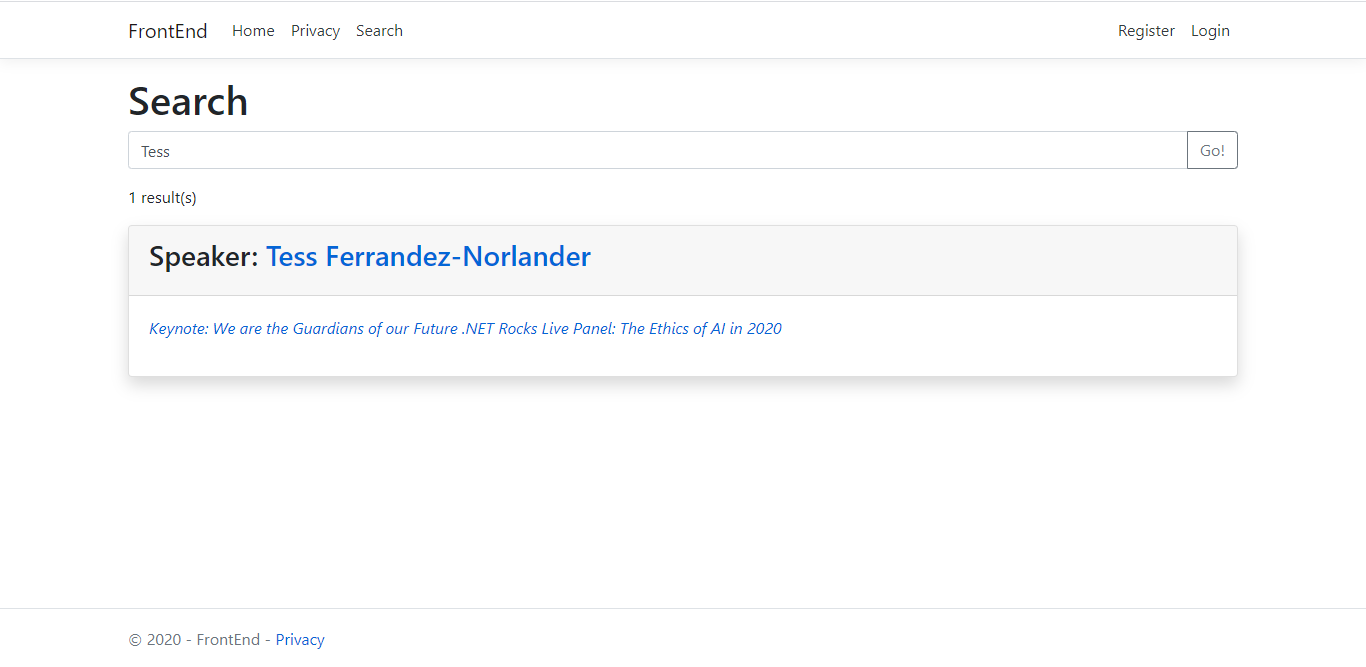 FrontEnd Home Privacy Search Register Login
Search
Tess Go!
1 result(s)
Speaker: Tess Ferrandez-Norlander
Keynote: We are the Guardians of our Future .NET Rocks Live Panel: The Ethics of AI in 2020
© 2020 - FrontEnd - Privacy